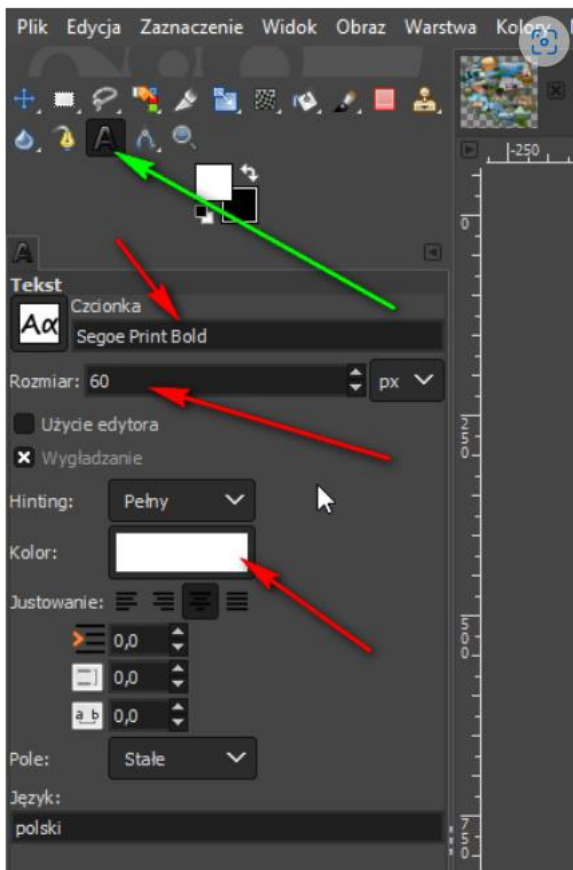 Plik Edycja Zaznaczenie Widok Obraz Warstwa Kolory
-250
Tekst
Aα
Czcionka
Segoe Print Bold
Rozmiar: 60 px
Użycie edytora
Wygładzanie
Hinting: Pełny
Kolor:
Justowanie:
0,0
0,0
a b 0,0
Pole: Stałe
Język:
polski
0
250
500
750